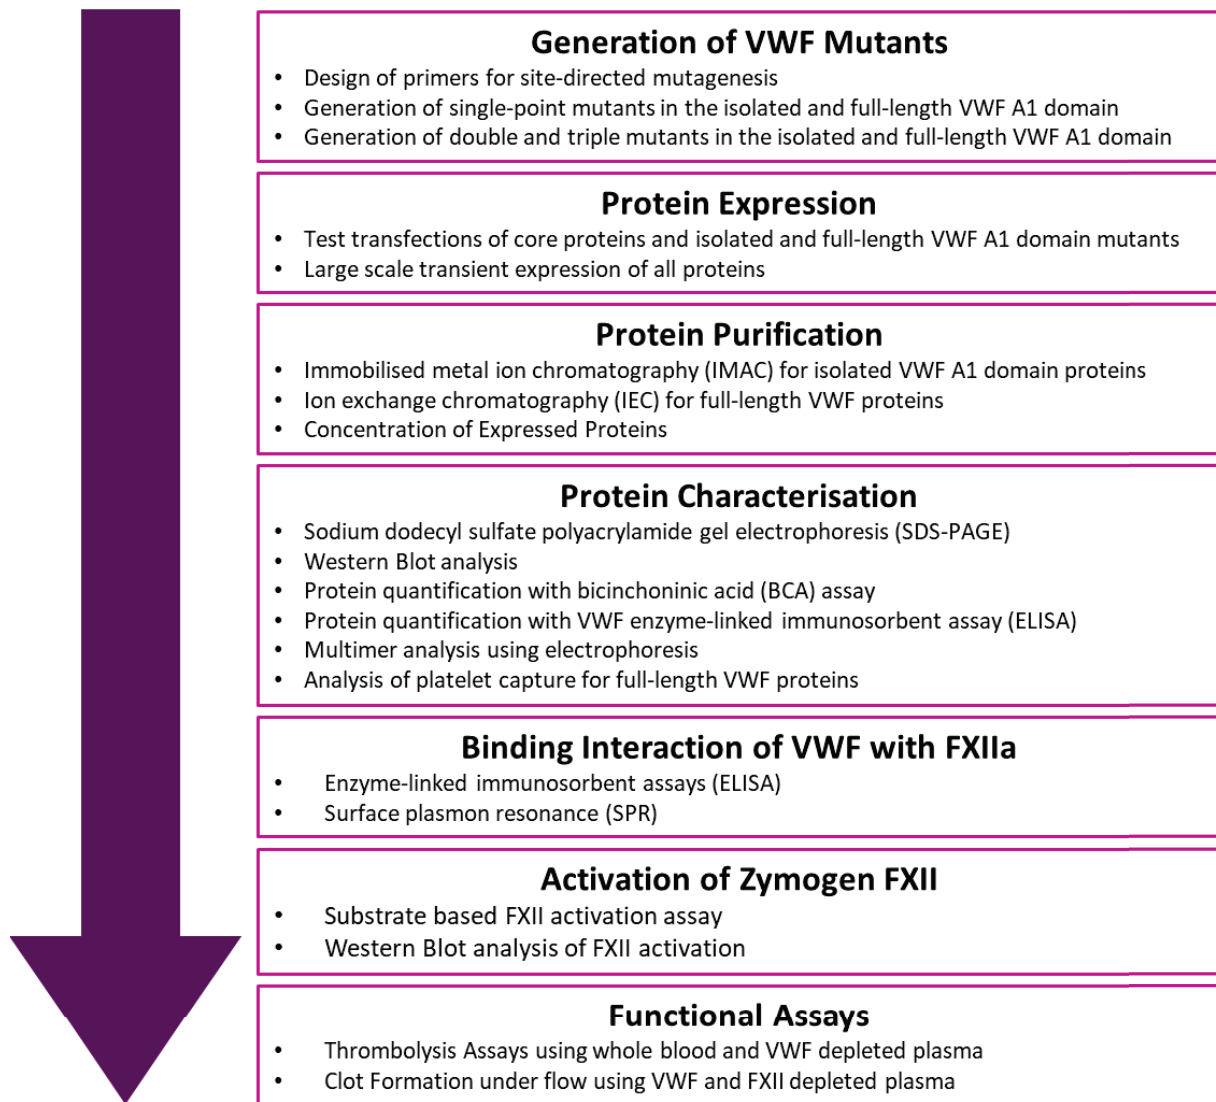 Generation of VWF Mutants
• Design of primers for site-directed mutagenesis
• Generation of single-point mutants in the isolated and full-length VWF A1 domain
• Generation of double and triple mutants in the isolated and full-length VWF A1 domain
Protein Expression
• Test transfections of core proteins and isolated and full-length VWF A1 domain mutants
• Large scale transient expression of all proteins
Protein Purification
• Immobilised metal ion chromatography (IMAC) for isolated VWF A1 domain proteins
• Ion exchange chromatography (IEC) for full-length VWF proteins
• Concentration of Expressed Proteins
Protein Characterisation
• Sodium dodecyl sulfate polyacrylamide gel electrophoresis (SDS-PAGE)
• Western Blot analysis
• Protein quantification with bicinchoninic acid (BCA) assay
• Protein quantification with VWF enzyme-linked immunosorbent assay (ELISA)
• Multimer analysis using electrophoresis
• Analysis of platelet capture for full-length VWF proteins
Binding Interaction of VWF with FXIIa
• Enzyme-linked immunosorbent assays (ELISA)
• Surface plasmon resonance (SPR)
Activation of Zymogen FXII
• Substrate based FXII activation assay
• Western Blot analysis of FXII activation
Functional Assays
• Thrombolysis Assays using whole blood and VWF depleted plasma
• Clot Formation under flow using VWF and FXII depleted plasma